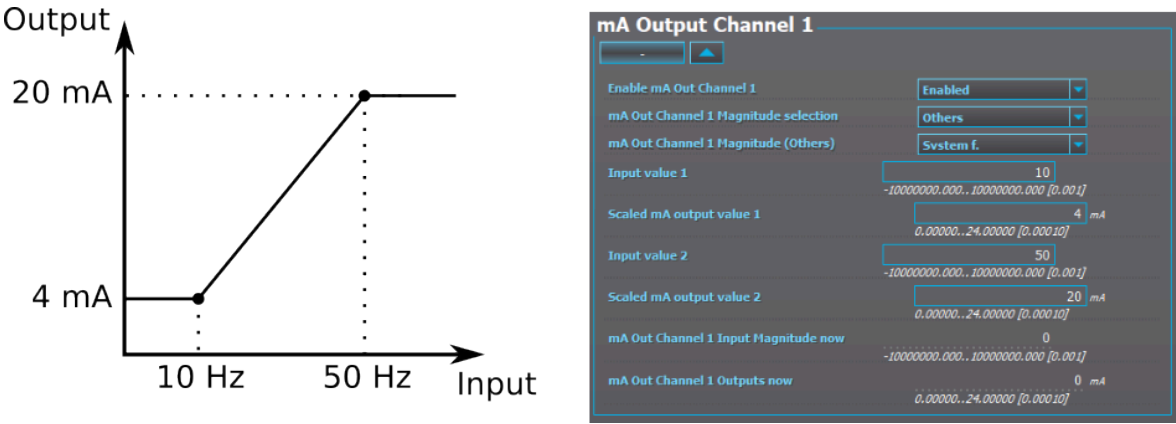 Output
20 mA
4 mA
10 Hz
50 Hz
Input
mA Output Channel 1
-
Enable mA Out Channel 1 Enabled
mA Out Channel 1 Magnitude selection Others
mA Out Channel 1 Magnitude (Others) System f.
Input value 1 10
-10000000.000..10000000.000 [0.001]
Scaled mA output value 1 4 mA
0.00000..24.00000 [0.00010]
Input value 2 50
-10000000.000..10000000.000 [0.001]
Scaled mA output value 2 20 mA
0.00000..24.00000 [0.00010]
mA Out Channel 1 Input Magnitude now 0
-10000000.000..10000000.000 [0.001]
mA Out Channel 1 Outputs now 0 mA
0.00000..24.00000 [0.00010]